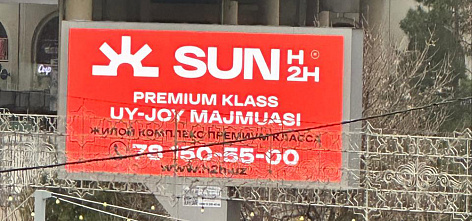 SUN H2H
PREMIUM KLASS
UY-JOY MAJMUASI
ЖИЛОЙ КОМПЛЕКС ПРЕМИУМ КЛАССА
78 150-55-00
www.h2h.uz